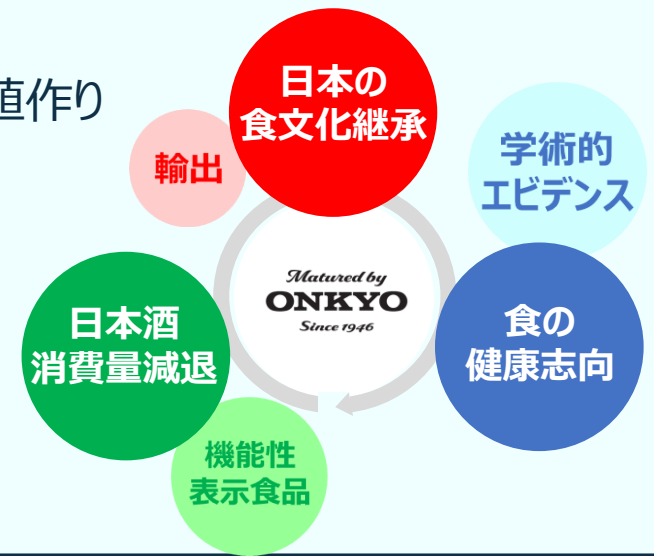 値作り
日本の
食文化継承
輸出
学術的
エビデンス
Matured by
ONKYO
Since 1946
日本酒
消費量減退
食の
健康志向
機能性
表示食品